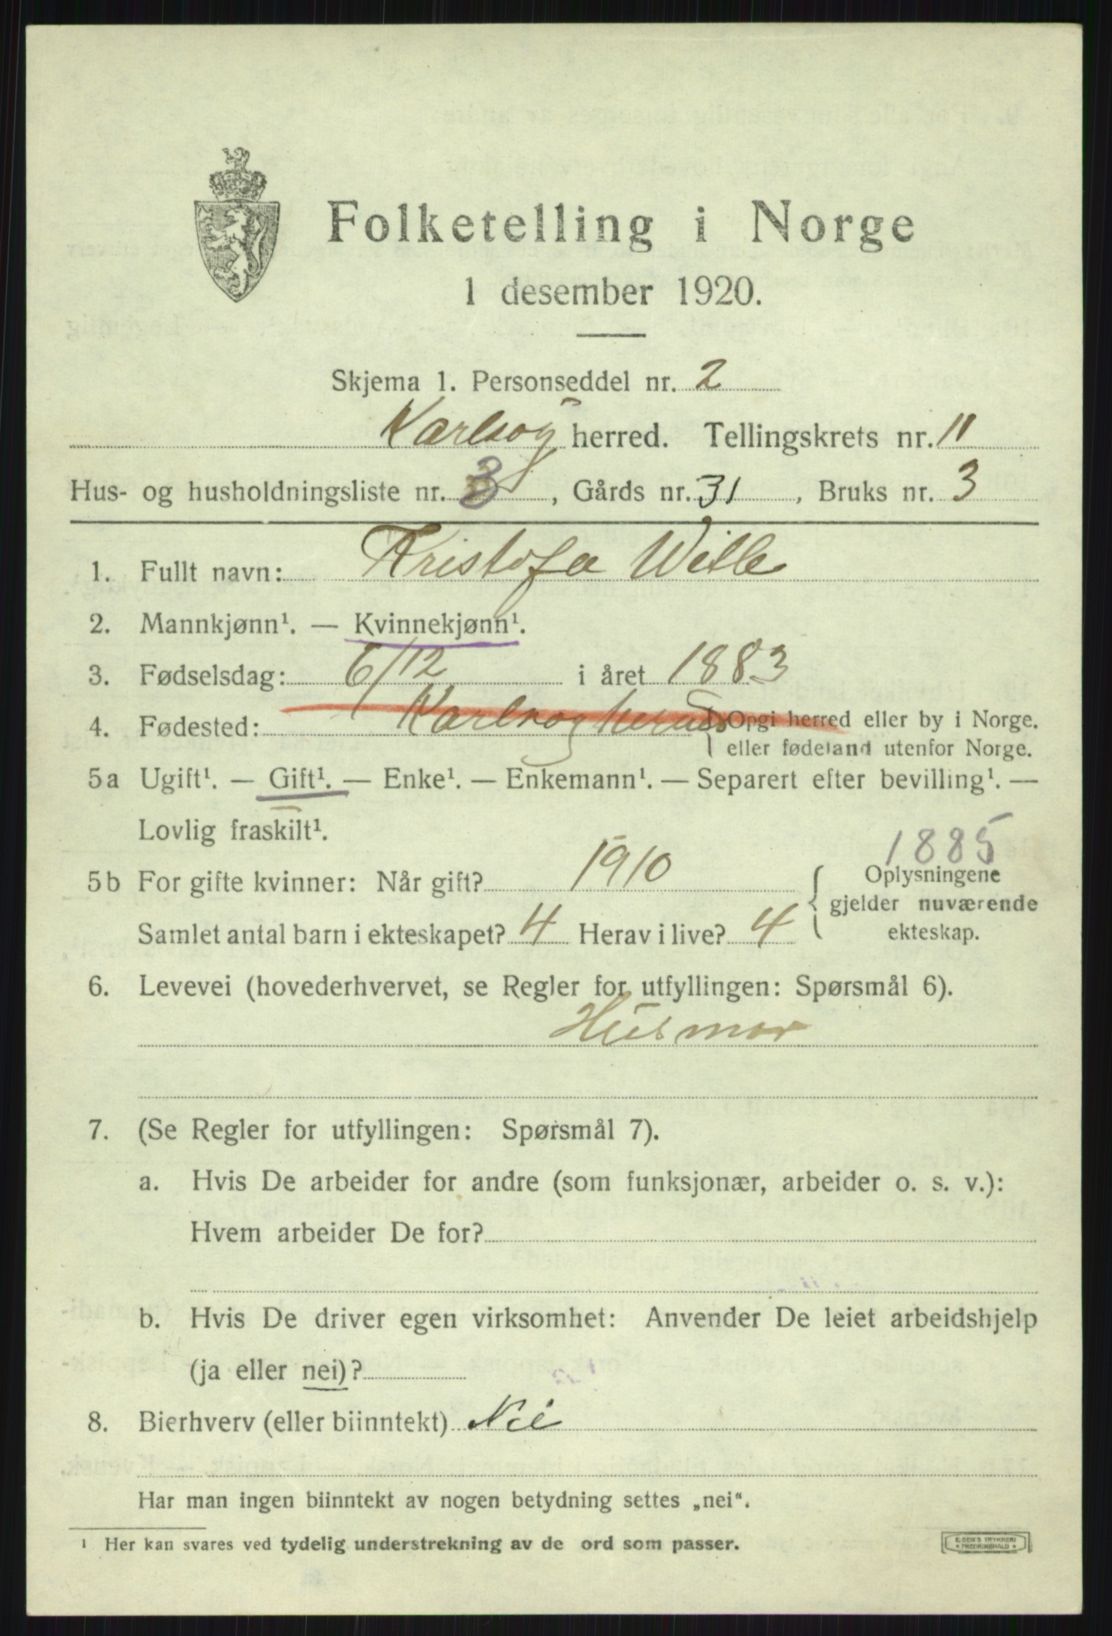 Folketelling i Norge
1 desember 1920.
Skjema 1. Personseddel nr. 2
Karlsøy herred. Tellingskrets nr. 11
Hus- og husholdningsliste nr. 3, Gårds nr. 31, Bruks nr. 3
1. Fullt navn: Kristofa
2. Mannkjønn¹. — Kvinnekjønn¹.
3. Fødselsdag: 6/12 i året 1883
4. Fødested: Karlsøy herred { Opgi herred eller by i Norge.
eller fødeland utenfor Norge.
5a Ugift¹. — Gift¹. — Enke¹. — Enkemann¹. — Separert efter bevilling¹. —
Lovlig fraskilt¹.
1885
5b For gifte kvinner: Når gift? 1910 { Oplysningene
gjelder nuværende
Samlet antal barn i ekteskapet? 4 Herav i live? 4 ekteskap.
6. Levevei (hovederhvervet, se Regler for utfyllingen: Spørsmål 6).
Husmor
7. (Se Regler for utfyllingen: Spørsmål 7).
a. Hvis De arbeider for andre (som funksjonær, arbeider o. s. v.):
Hvem arbeider De for?
b. Hvis De driver egen virksomhet: Anvender De leiet arbeidshjelp
(ja eller nei)?
8. Bierhverv (eller biinntekt) Nei
Har man ingen biinntekt av nogen betydning settes „nei“.
¹ Her kan svares ved tydelig understrekning av de ord som passer.